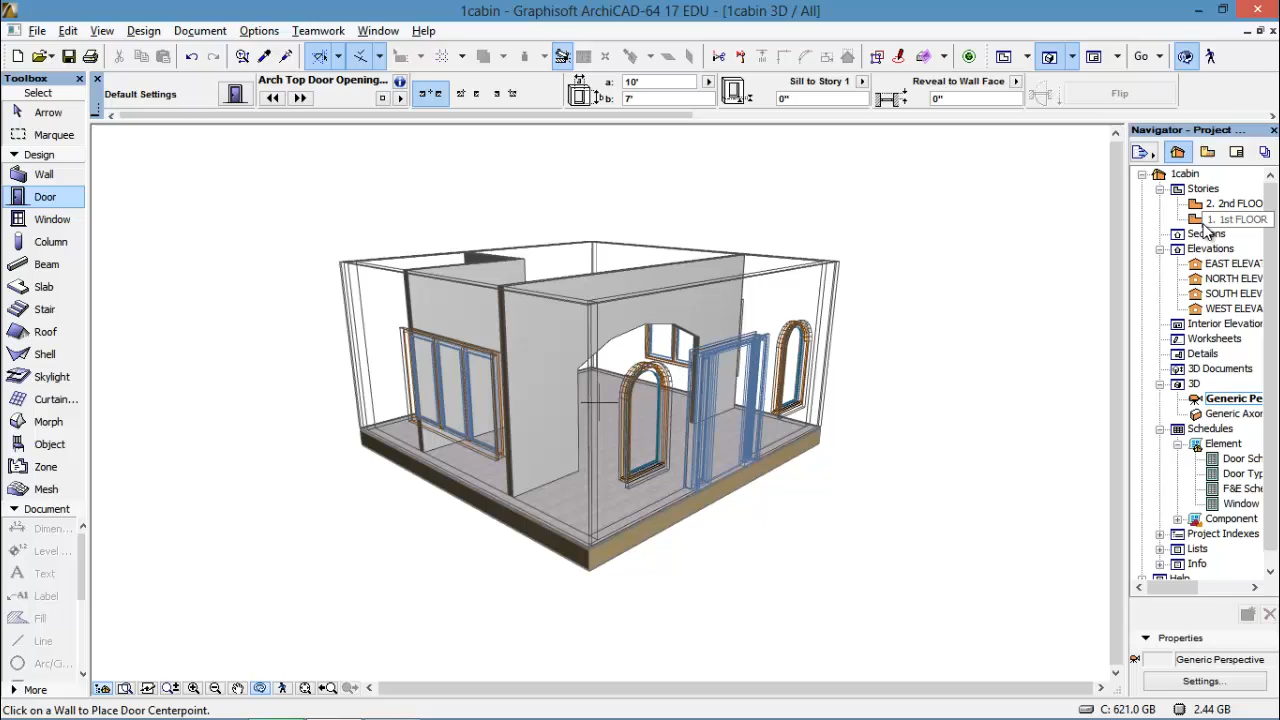 1cabin - Graphisoft ArchiCAD-64 17 EDU - [1cabin 3D / All]
File Edit View Design Document Options Teamwork Window Help
Go
Toolbox
Select
Arrow
Marquee
Design
Wall
Door
Window
Column
Beam
Slab
Stair
Roof
Shell
Skylight
Curtain...
Morph
Object
Zone
Mesh
Document
Dimen...
Level ...
Text
Label
Fill
Line
Arc/Ci...
More
Default Settings
Arch Top Door Opening...
a: 10'
b: 7'
Sill to Story 1
0"
Reveal to Wall Face
0"
Flip
Navigator - Project ...
1cabin
Stories
2. 2nd FLOO
1. 1st FLOOR
Sections
Elevations
EAST ELEVAT
NORTH ELEV
SOUTH ELEV
WEST ELEVA
Interior Elevation
Worksheets
Details
3D Documents
3D
Generic Pe
Generic Axon
Schedules
Element
Door Sch
Door Typ
F&E Sche
Window
Component
Project Indexes
Lists
Info
Help
Properties
Generic Perspective
Settings...
Click on a Wall to Place Door Centerpoint.
C: 621.0 GB
2.44 GB